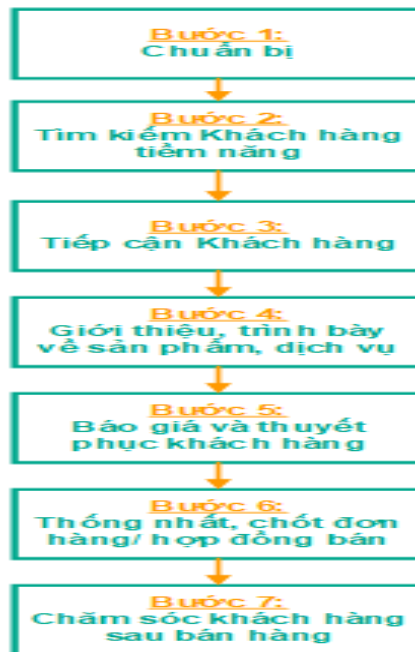 Bước 1:
Chuẩn bị
Bước 2:
Tìm kiếm Khách hàng
tiềm năng
Bước 3:
Tiếp cận Khách hàng
Bước 4:
Giới thiệu, trình bày
về sản phẩm, dịch vụ
Bước 5:
Báo giá và thuyết
phục khách hàng
Bước 6:
Thống nhất, chốt đơn
hàng/ hợp đồng bán
Bước 7:
Chăm sóc khách hàng
sau bán hàng